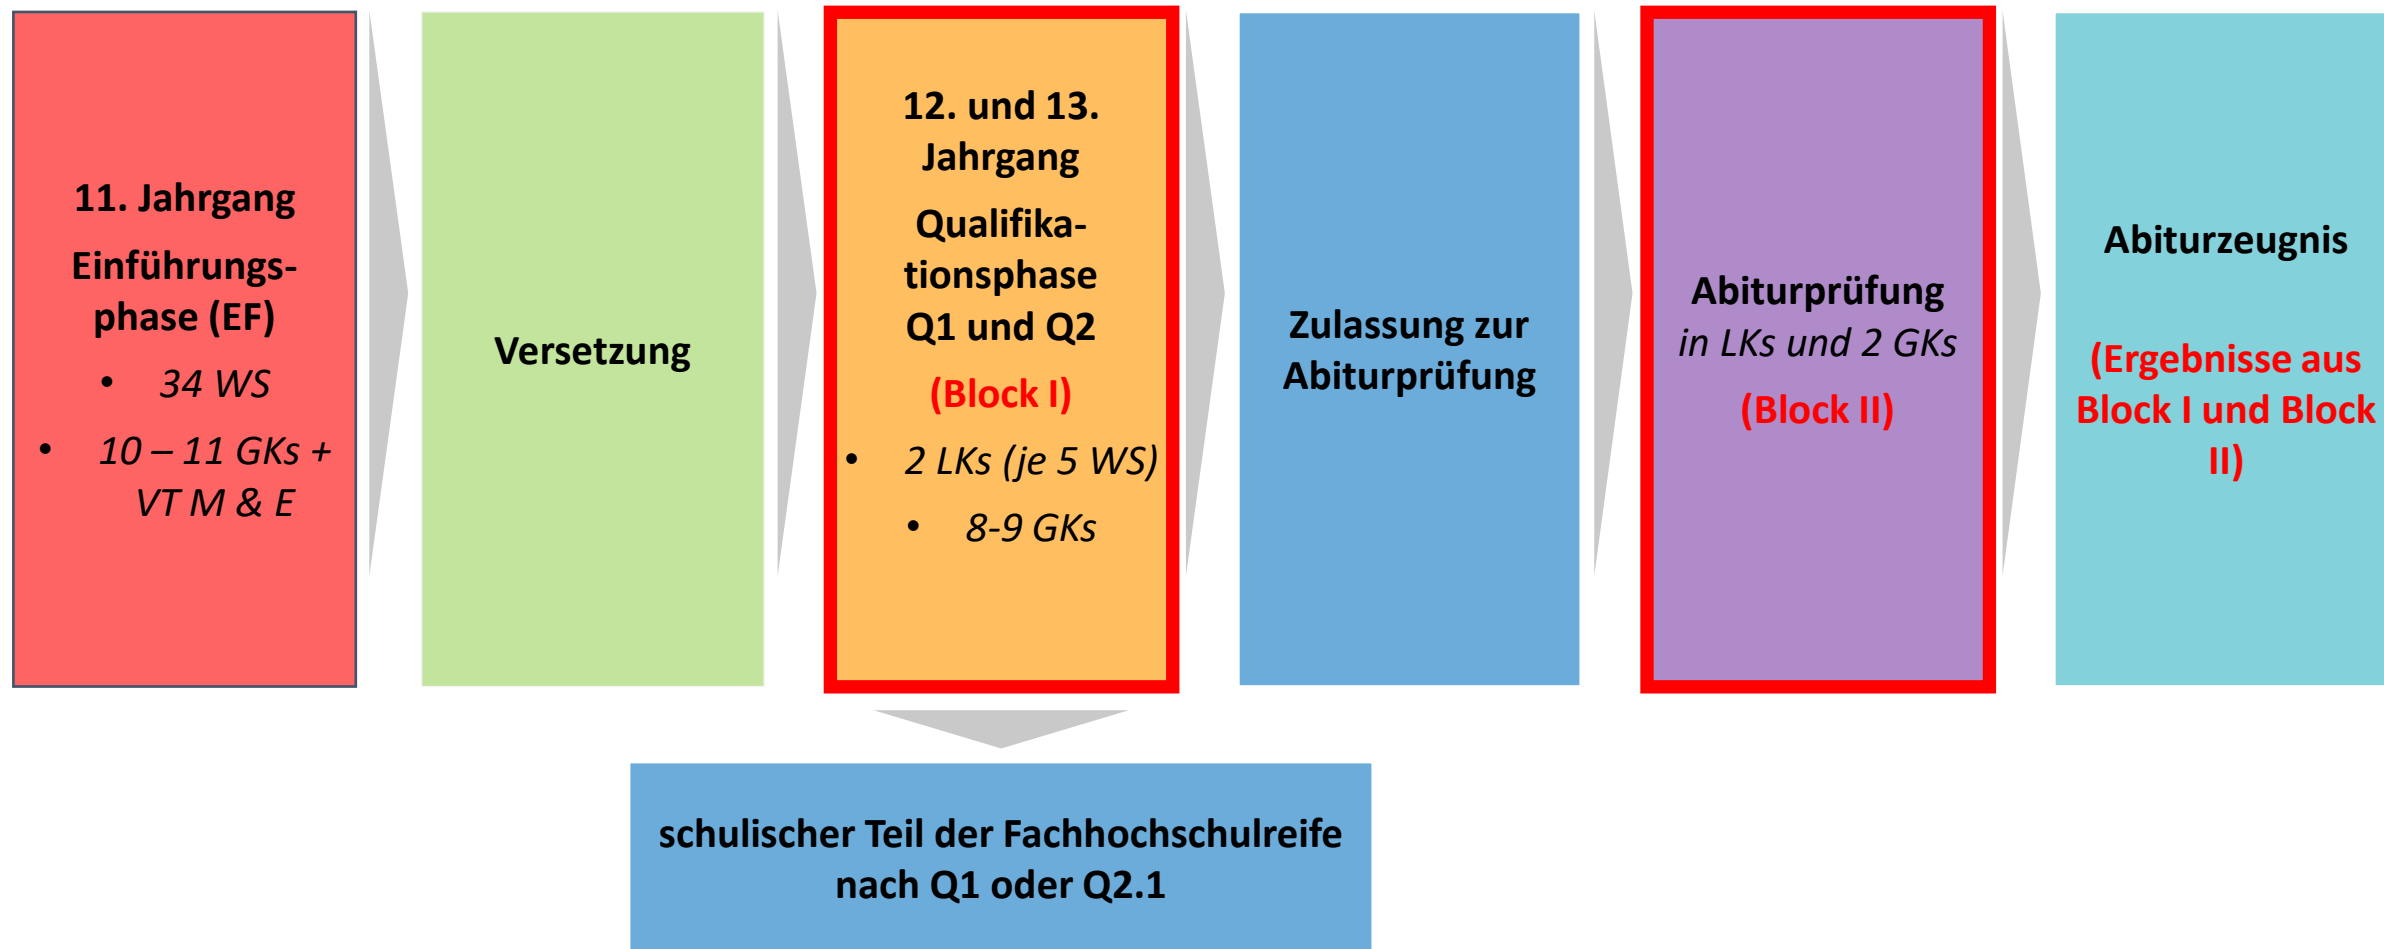 11. Jahrgang
Einführungs-
phase (EF)
• 34 WS
• 10 – 11 GKs +
VT M & E
Versetzung
12. und 13.
Jahrgang
Qualifika-
tionsphase
Q1 und Q2
(Block I)
• 2 LKs (je 5 WS)
• 8-9 GKs
Zulassung zur
Abiturprüfung
Abiturprüfung
in LKs und 2 GKs
(Block II)
Abiturzeugnis
(Ergebnisse aus
Block I und Block
II)
schulischer Teil der Fachhochschulreife
nach Q1 oder Q2.1